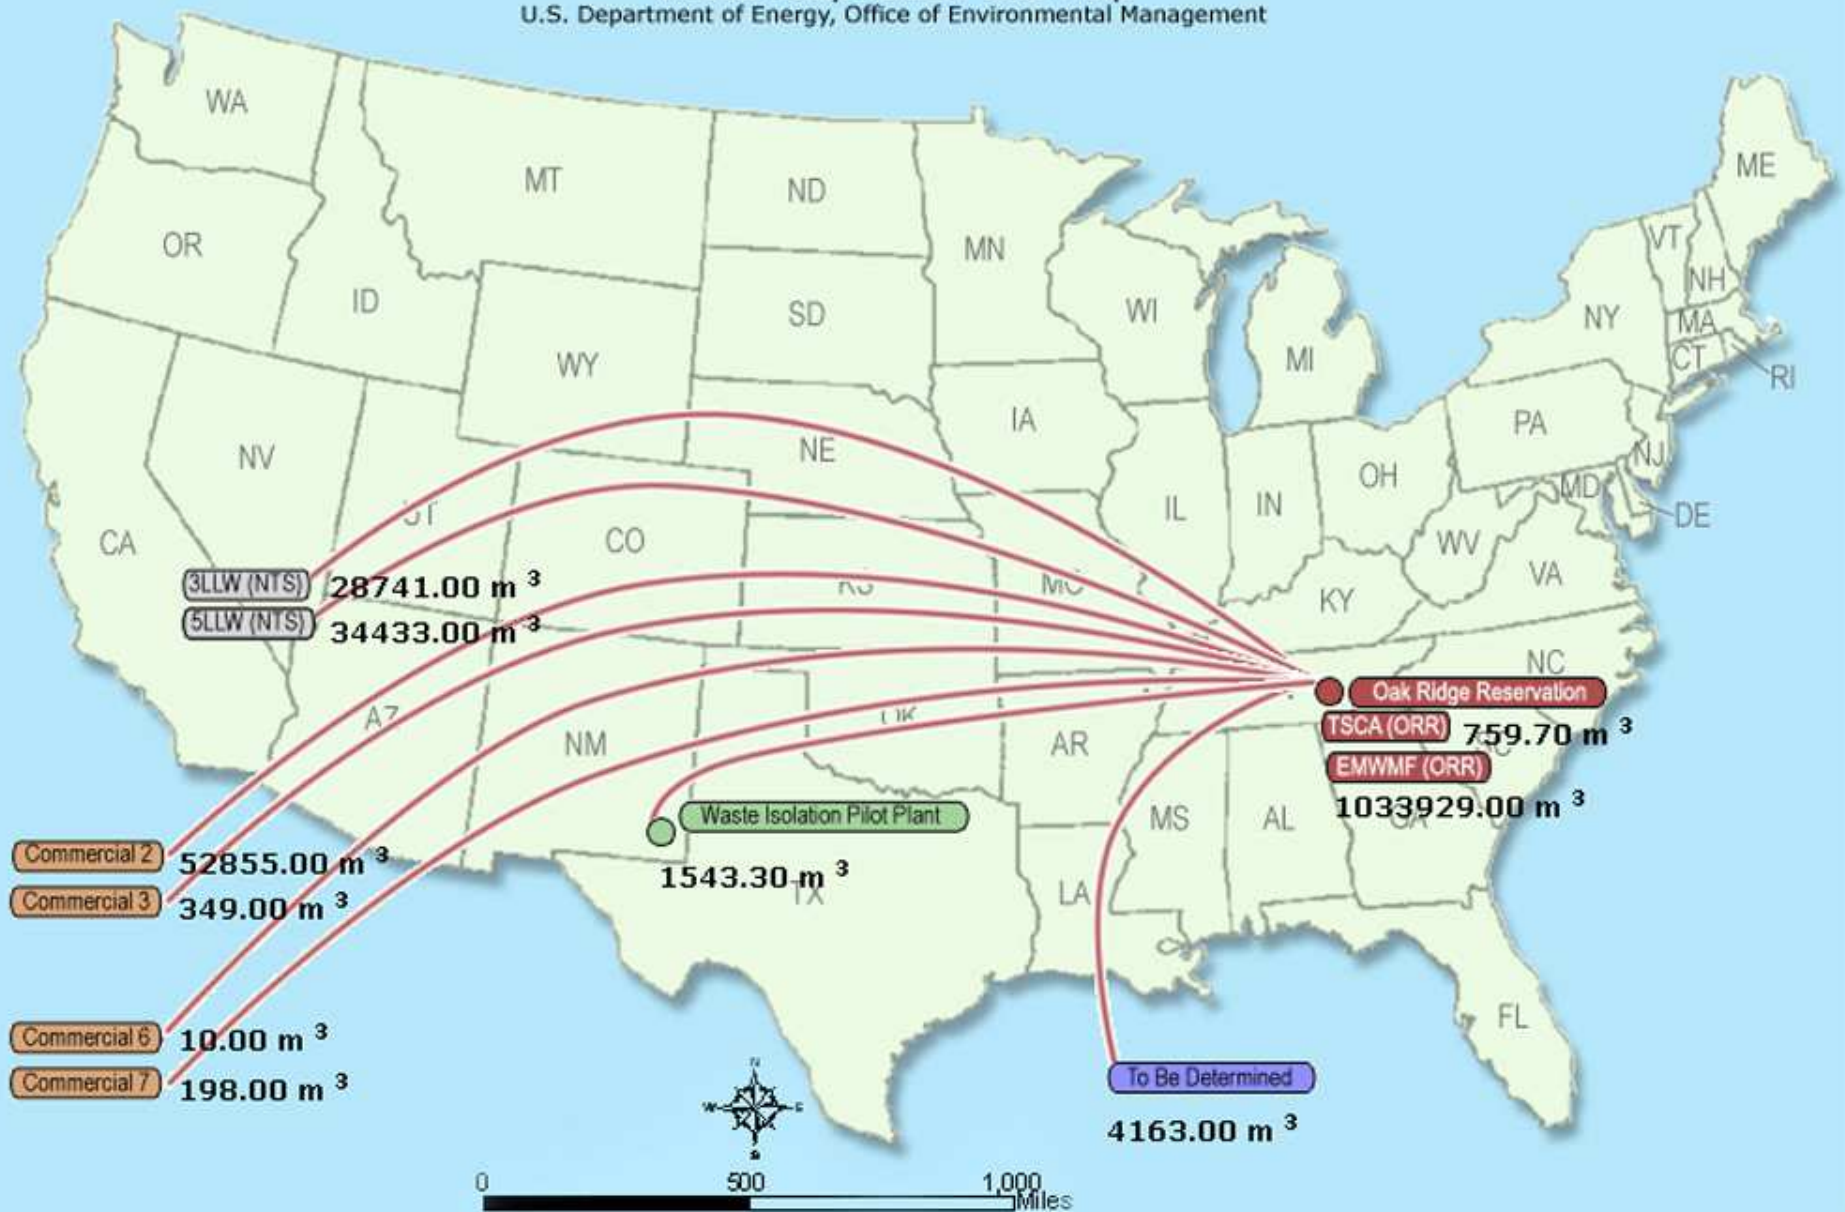 U.S. Department of Energy, Office of Environmental Management
WA
MT
ND
MN
ME
OR
ID
SD
WI
MI
VT
NH
NY
MA
CT
RI
WY
IA
PA
NJ
NV
NE
OH
MD
DE
IL
IN
WV
VA
CA
CO
KY
3LLW (NTS) 28741.00 m 3
5LLW (NTS) 34433.00 m 3
NC
Oak Ridge Reservation
TSCA (ORR) 759.70 m 3
EMWMF (ORR)
1033929.00 m 3
AZ
NM
AR
MS
AL
GA
Waste Isolation Pilot Plant
1543.30 m 3
TX
LA
Commercial 2 52855.00 m 3
Commercial 3 349.00 m 3
FL
Commercial 6 10.00 m 3
Commercial 7 198.00 m 3
To Be Determined
4163.00 m 3
N
W E
S
0 500 1,000
Miles